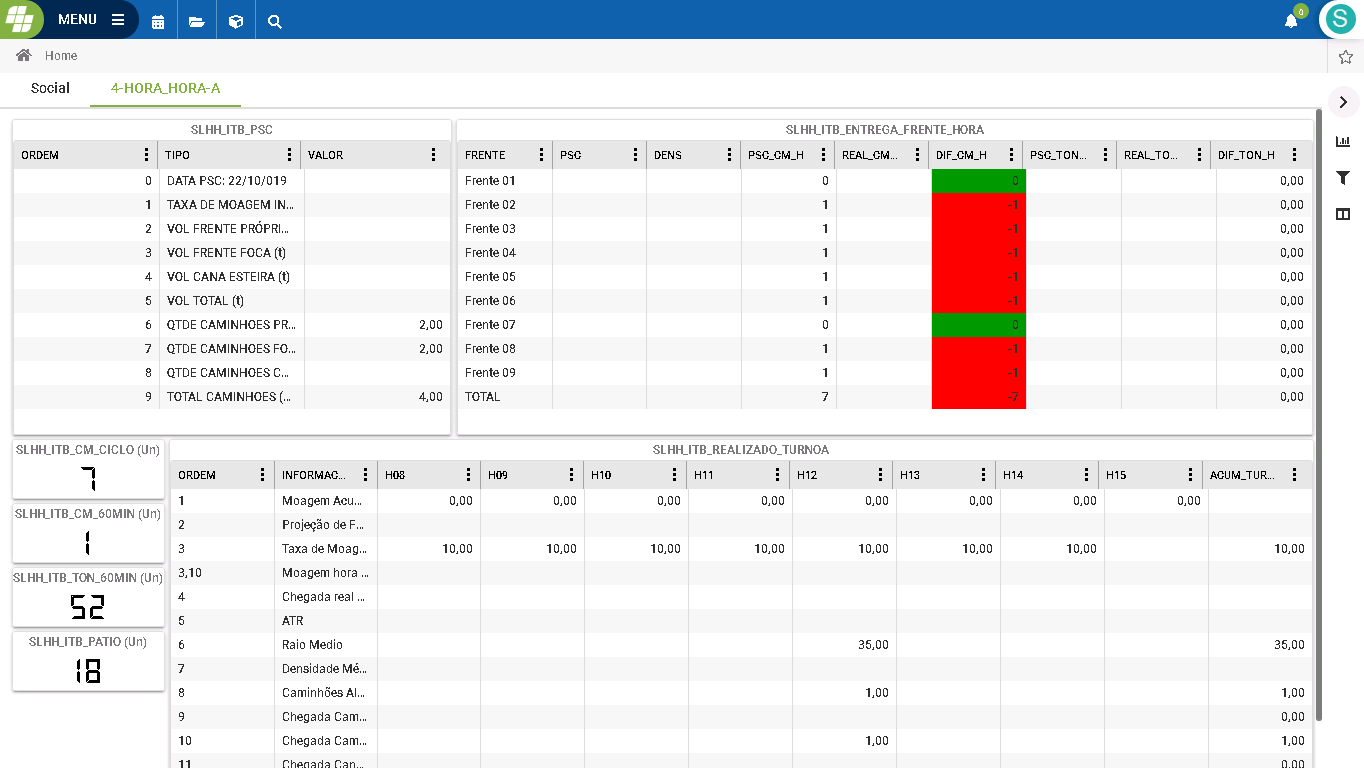 MENU
0
S
Home
Social 4-HORA_HORA-A
SLHH_ITB_PSC
ORDEM TIPO VALOR
0 DATA PSC: 22/10/019
1 TAXA DE MOAGEM IN...
2 VOL FRENTE PRÓPRI...
3 VOL FRENTE FOCA (t)
4 VOL CANA ESTEIRA (t)
5 VOL TOTAL (t)
6 QTDE CAMINHOES PR... 2,00
7 QTDE CAMINHOES FO... 2,00
8 QTDE CAMINHOES C...
9 TOTAL CAMINHOES (... 4,00
SLHH_ITB_ENTREGA_FRENTE_HORA
FRENTE PSC DENS PSC_CM_H REAL_CM... DIF_CM_H PSC_TON... REAL_TO... DIF_TON_H
Frente 01 0 0 0,00
Frente 02 1 -1 0,00
Frente 03 1 -1 0,00
Frente 04 1 -1 0,00
Frente 05 1 -1 0,00
Frente 06 1 -1 0,00
Frente 07 0 0 0,00
Frente 08 1 -1 0,00
Frente 09 1 -1 0,00
TOTAL 7 -7 0,00
SLHH_ITB_CM_CICLO (Un)
7
SLHH_ITB_CM_60MIN (Un)
1
SLHH_ITB_TON_60MIN (Un)
52
SLHH_ITB_PATIO (Un)
18
SLHH_ITB_REALIZADO_TURNOA
ORDEM INFORMAC... H08 H09 H10 H11 H12 H13 H14 H15 ACUM_TUR...
1 Moagem Acu... 0,00 0,00 0,00 0,00 0,00 0,00 0,00 0,00
2 Projeção de F...
3 Taxa de Moag... 10,00 10,00 10,00 10,00 10,00 10,00 10,00 10,00
3,10 Moagem hora ...
4 Chegada real ...
5 ATR
6 Raio Medio 35,00 35,00
7 Densidade Mé...
8 Caminhões Al... 1,00 1,00
9 Chegada Cam... 0,00
10 Chegada Cam... 1,00 1,00
11 Chegada Can... 0,00